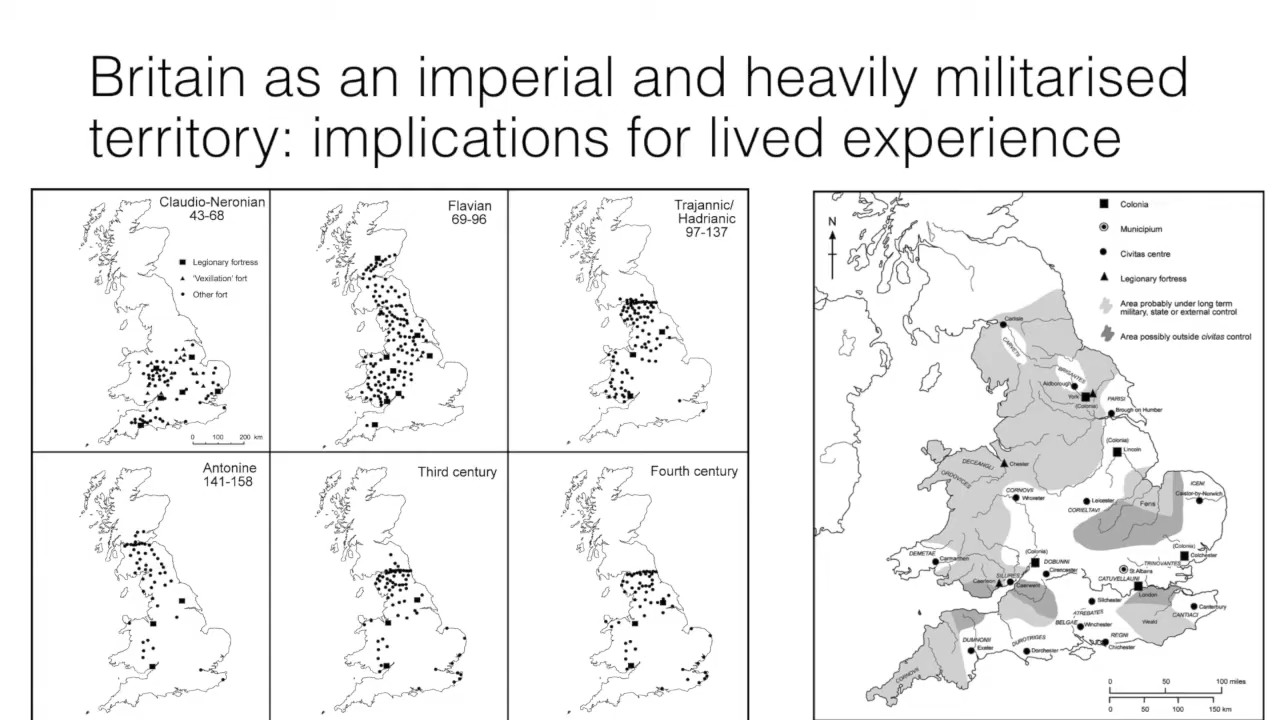 Britain as an imperial and heavily militarised
territory: implications for lived experience
Claudio-Neronian
43-68
Legionary fortress
'Vexillation' fort
Other fort
0 100 200 km
Flavian
69-96
Trajannic/
Hadrianic
97-137
Antonine
141-158
Third century
Fourth century
N
Colonia
Municipium
Civitas centre
Legionary fortress
Area probably under long term
military, state or external control
Area possibly outside civitas control
Carlisle
CARVETII
BRIGANTES
Aldborough
York
(Colonia)
PARISI
Brough on Humber
(Colonia)
Lincoln
DECEANGLI
Chester
ORDOVICES
CORNOVII
Wroxeter
Leicester
CORIELTAVI
Fens
ICENI
Caistor-by-Norwich
DEMETAE
Carmarthen
(Colonia)
DOBUNNI
Cirencester
SILURES
Caerleon
Caerwent
(Colonia)
Colchester
TRINOVANTES
St Albans
CATUVELLAUNI
London
Silchester
Canterbury
CANTIACI
Weald
ATREBATES
BELGAE
Winchester
REGNI
Chichester
DUMNONII
Exeter
DUROTRIGES
Dorchester
CORNOVII
0 50 100 miles
0 50 100 150 km